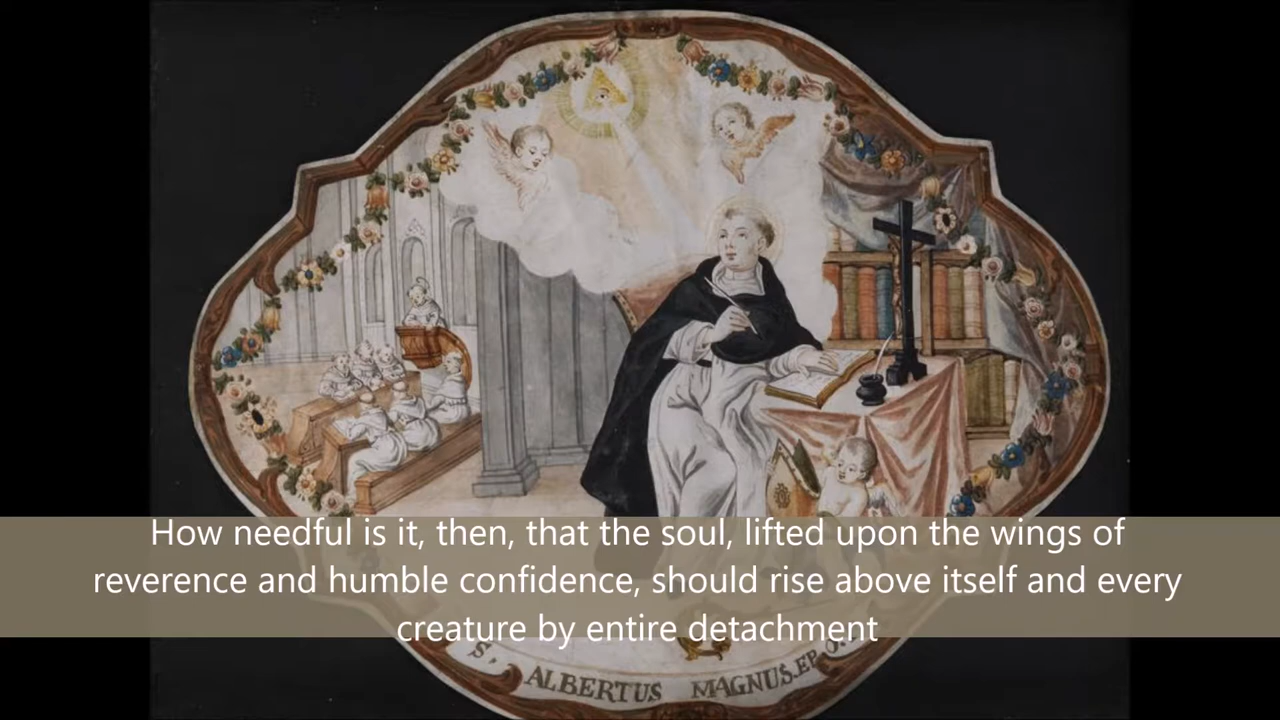 How needful is it, then, that the soul, lifted upon the wings of
reverence and humble confidence, should rise above itself and every
creature by entire detachment
S. ALBERTUS MAGNUS. EP.